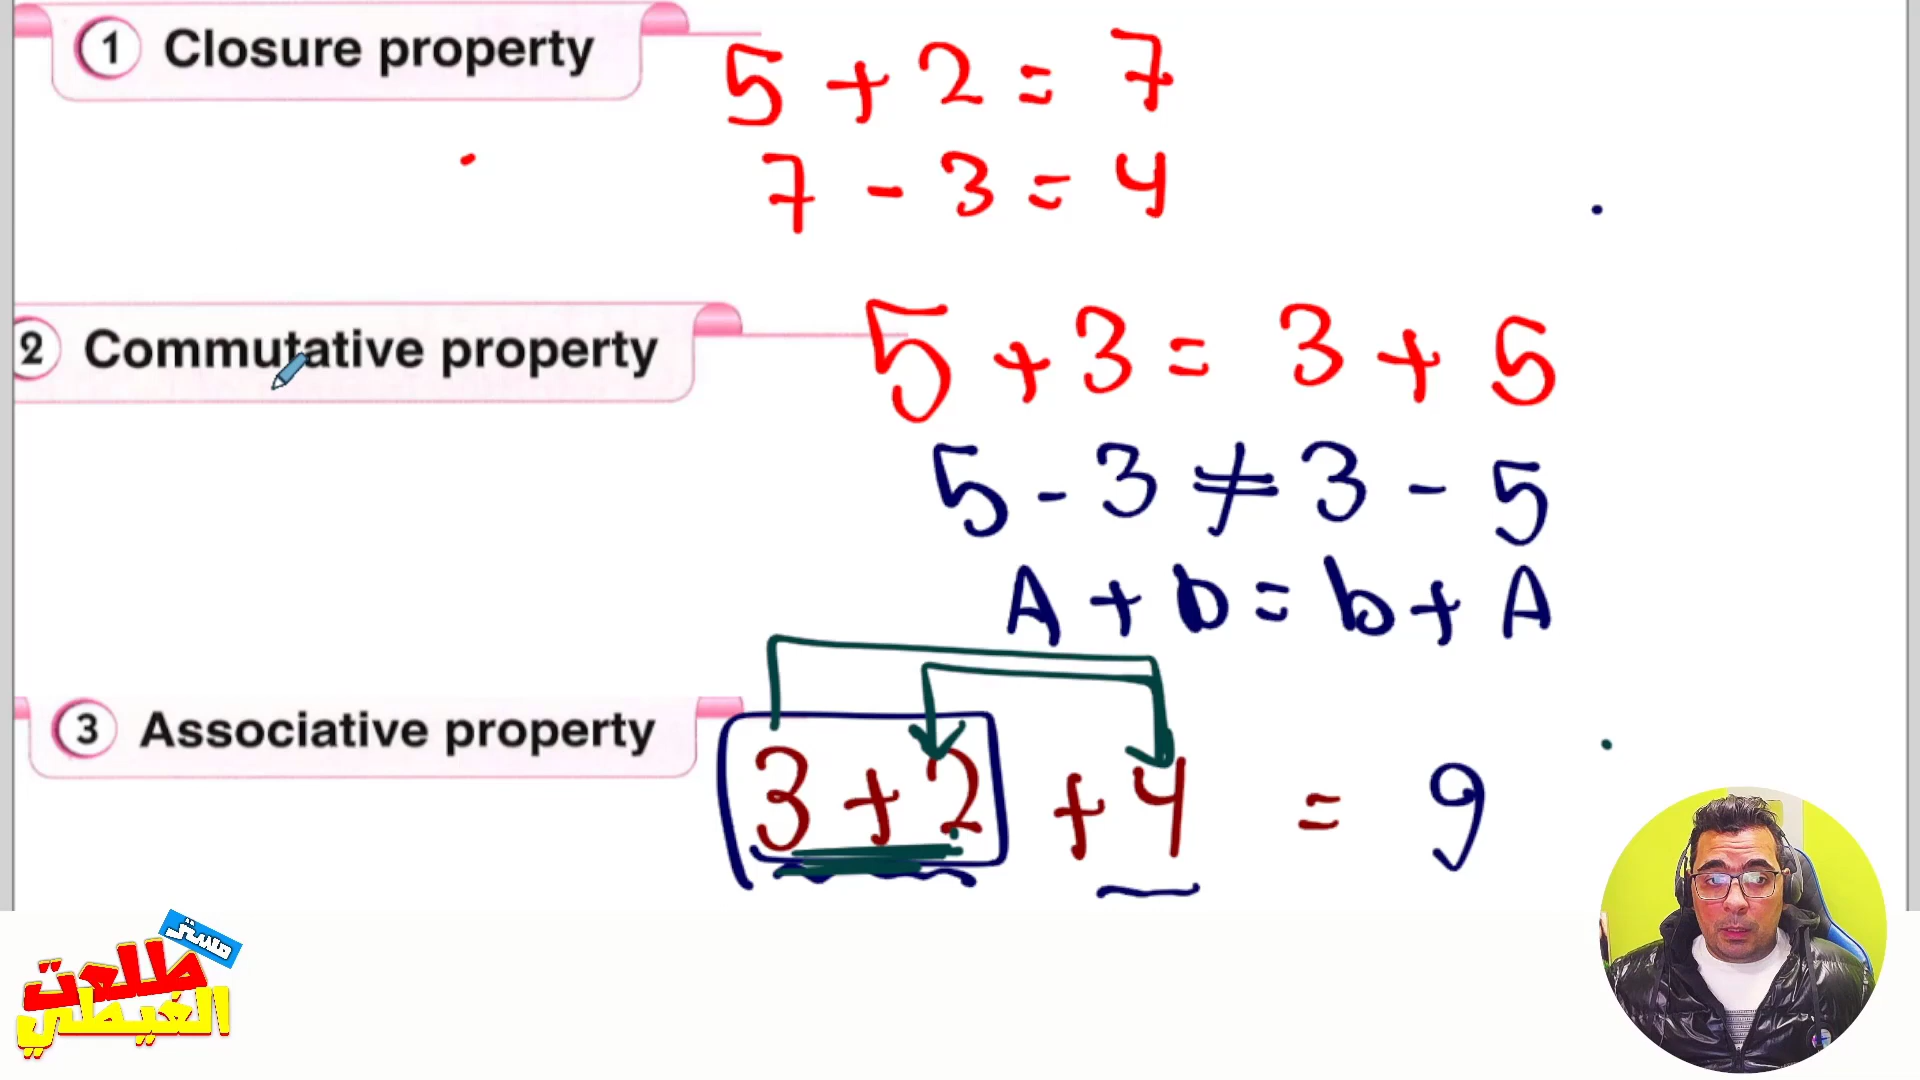 1 Closure property
5 + 2 = 7
7 - 3 = 4
2 Commutative property
5 + 3 = 3 + 5
5 - 3 ≠ 3 - 5
A + b = b + A
3 Associative property
3 + 2 + 4 = 9
مستر
طلعت
الغيطي